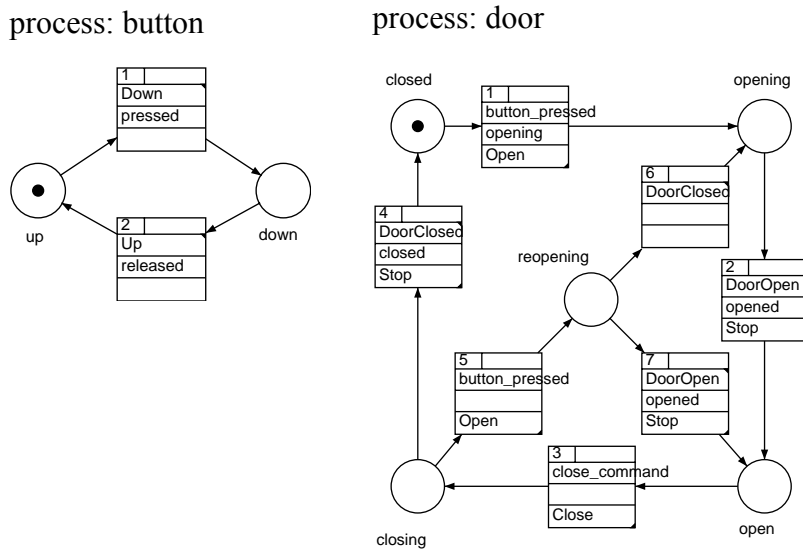 process: button
process: door
1
Down
pressed
up
down
2
Up
released
closed
opening
1
button_pressed
opening
Open
4
DoorClosed
closed
Stop
6
DoorClosed
reopening
2
DoorOpen
opened
Stop
5
button_pressed
Open
7
DoorOpen
opened
Stop
3
close_command
Close
closing
open